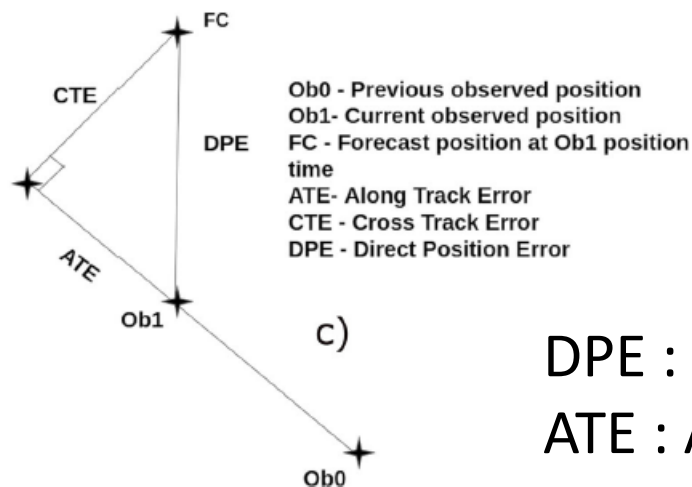 FC
CTE
Ob0 - Previous observed position
Ob1- Current observed position
DPE
FC - Forecast position at Ob1 position
time
ATE- Along Track Error
CTE - Cross Track Error
DPE - Direct Position Error
ATE
Ob1
c)
DPE :
ATE :
Ob0